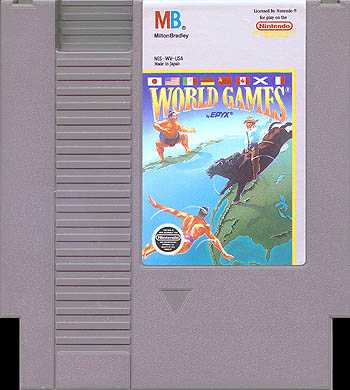 MB®
MiltonBradley
Licensed by Nintendo®
for play on the
Nintendo
NES-WW-USA
Made in Japan
WORLD GAMES®
by EPYX®